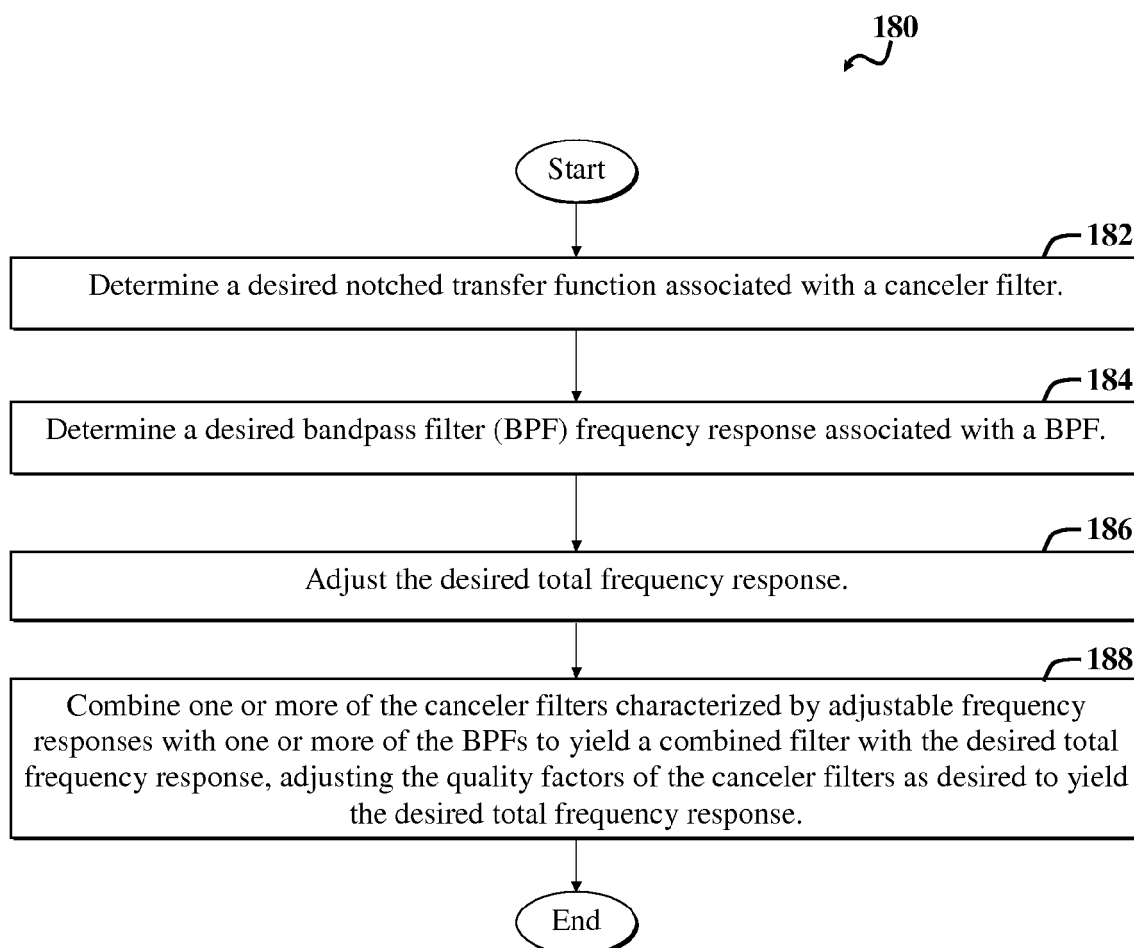 180
Start
182
Determine a desired notched transfer function associated with a canceler filter.
184
Determine a desired bandpass filter (BPF) frequency response associated with a BPF.
186
Adjust the desired total frequency response.
188
Combine one or more of the canceler filters characterized by adjustable frequency
responses with one or more of the BPFs to yield a combined filter with the desired total
frequency response, adjusting the quality factors of the canceler filters as desired to yield
the desired total frequency response.
End